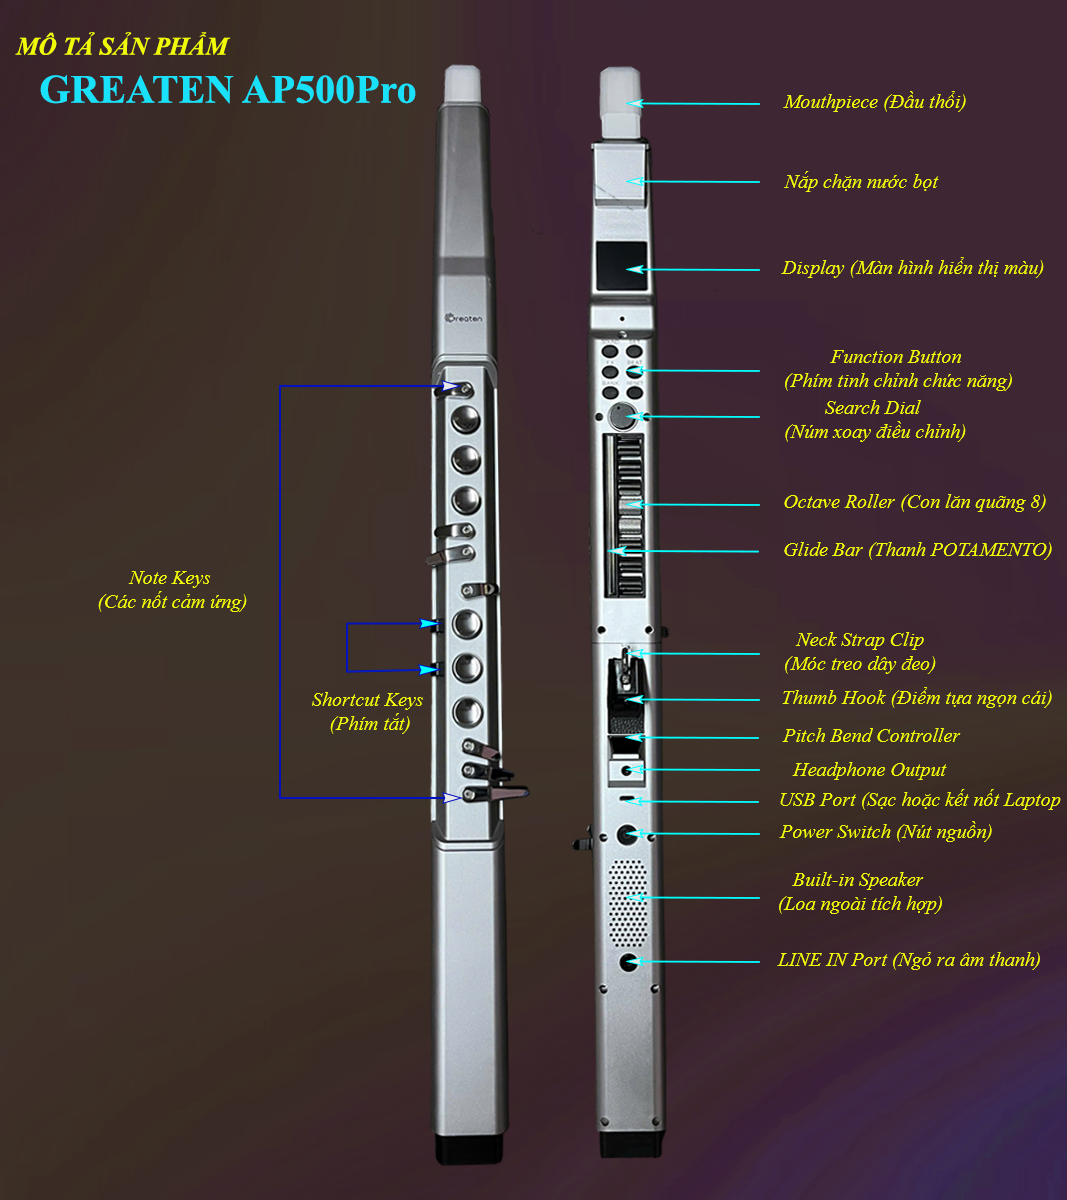 MÔ TẢ SẢN PHẨM
GREATEN AP500Pro
Mouthpiece (Đầu thổi)
Nắp chặn nước bọt
Display (Màn hình hiển thị màu)
Greaten
Function Button
(Phím tinh chỉnh chức năng)
Search Dial
(Núm xoay điều chỉnh)
Octave Roller (Con lăn quãng 8)
Glide Bar (Thanh POTAMENTO)
Note Keys
(Các nốt cảm ứng)
Neck Strap Clip
(Móc treo dây đeo)
Shortcut Keys
(Phím tắt)
Thumb Hook (Điểm tựa ngọn cái)
Pitch Bend Controller
Headphone Output
USB Port (Sạc hoặc kết nốt Laptop
Power Switch (Nút nguồn)
Built-in Speaker
(Loa ngoài tích hợp)
LINE IN Port (Ngỏ ra âm thanh)